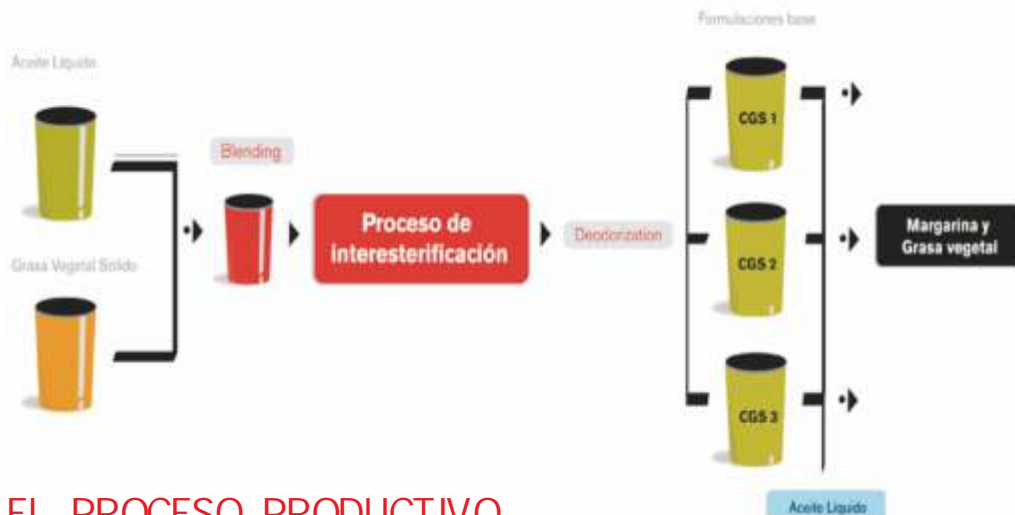 Formulaciones base
Aceite Liquido
CGS 1
Blending
Proceso de
interesterificación
Deodorization
Margarina y
Grasa vegetal
CGS 2
Grasa Vegetal Sólido
CGS 3
EL PROCESO PRODUCTIVO
Aceite Liquido